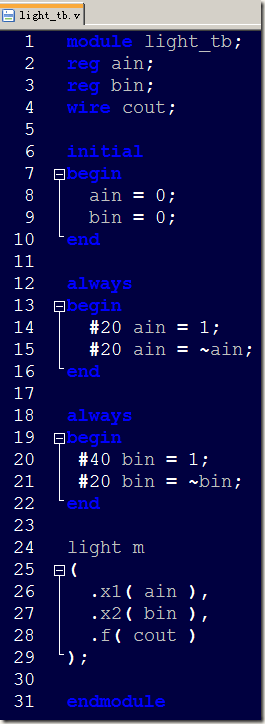 light_tb.v
1 module light_tb;
2 reg ain;
3 reg bin;
4 wire cout;
5
6 initial
7 begin
8 ain = 0;
9 bin = 0;
10 end
11
12 always
13 begin
14 #20 ain = 1;
15 #20 ain = ~ain;
16 end
17
18 always
19 begin
20 #40 bin = 1;
21 #20 bin = ~bin;
22 end
23
24 light m
25 (
26 .x1( ain ),
27 .x2( bin ),
28 .f( cout )
29 );
30
31 endmodule